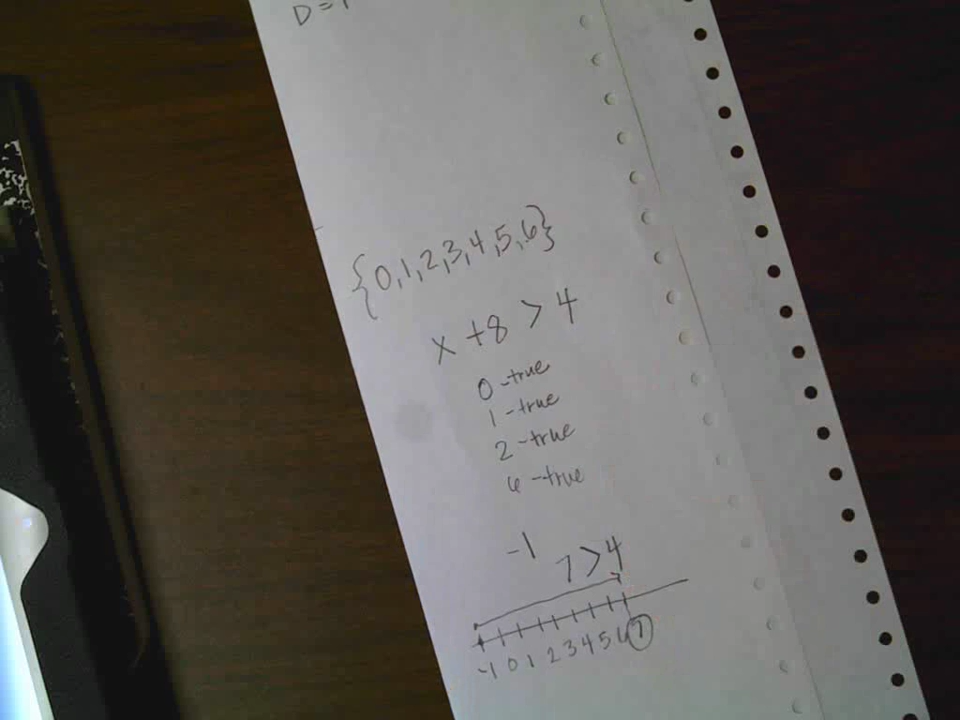 {0,1,2,3,4,5,6}
x + 8 > 4
0 - true
1 - true
2 - true
6 - true
-1
7 > 4
-1 0 1 2 3 4 5 6 7